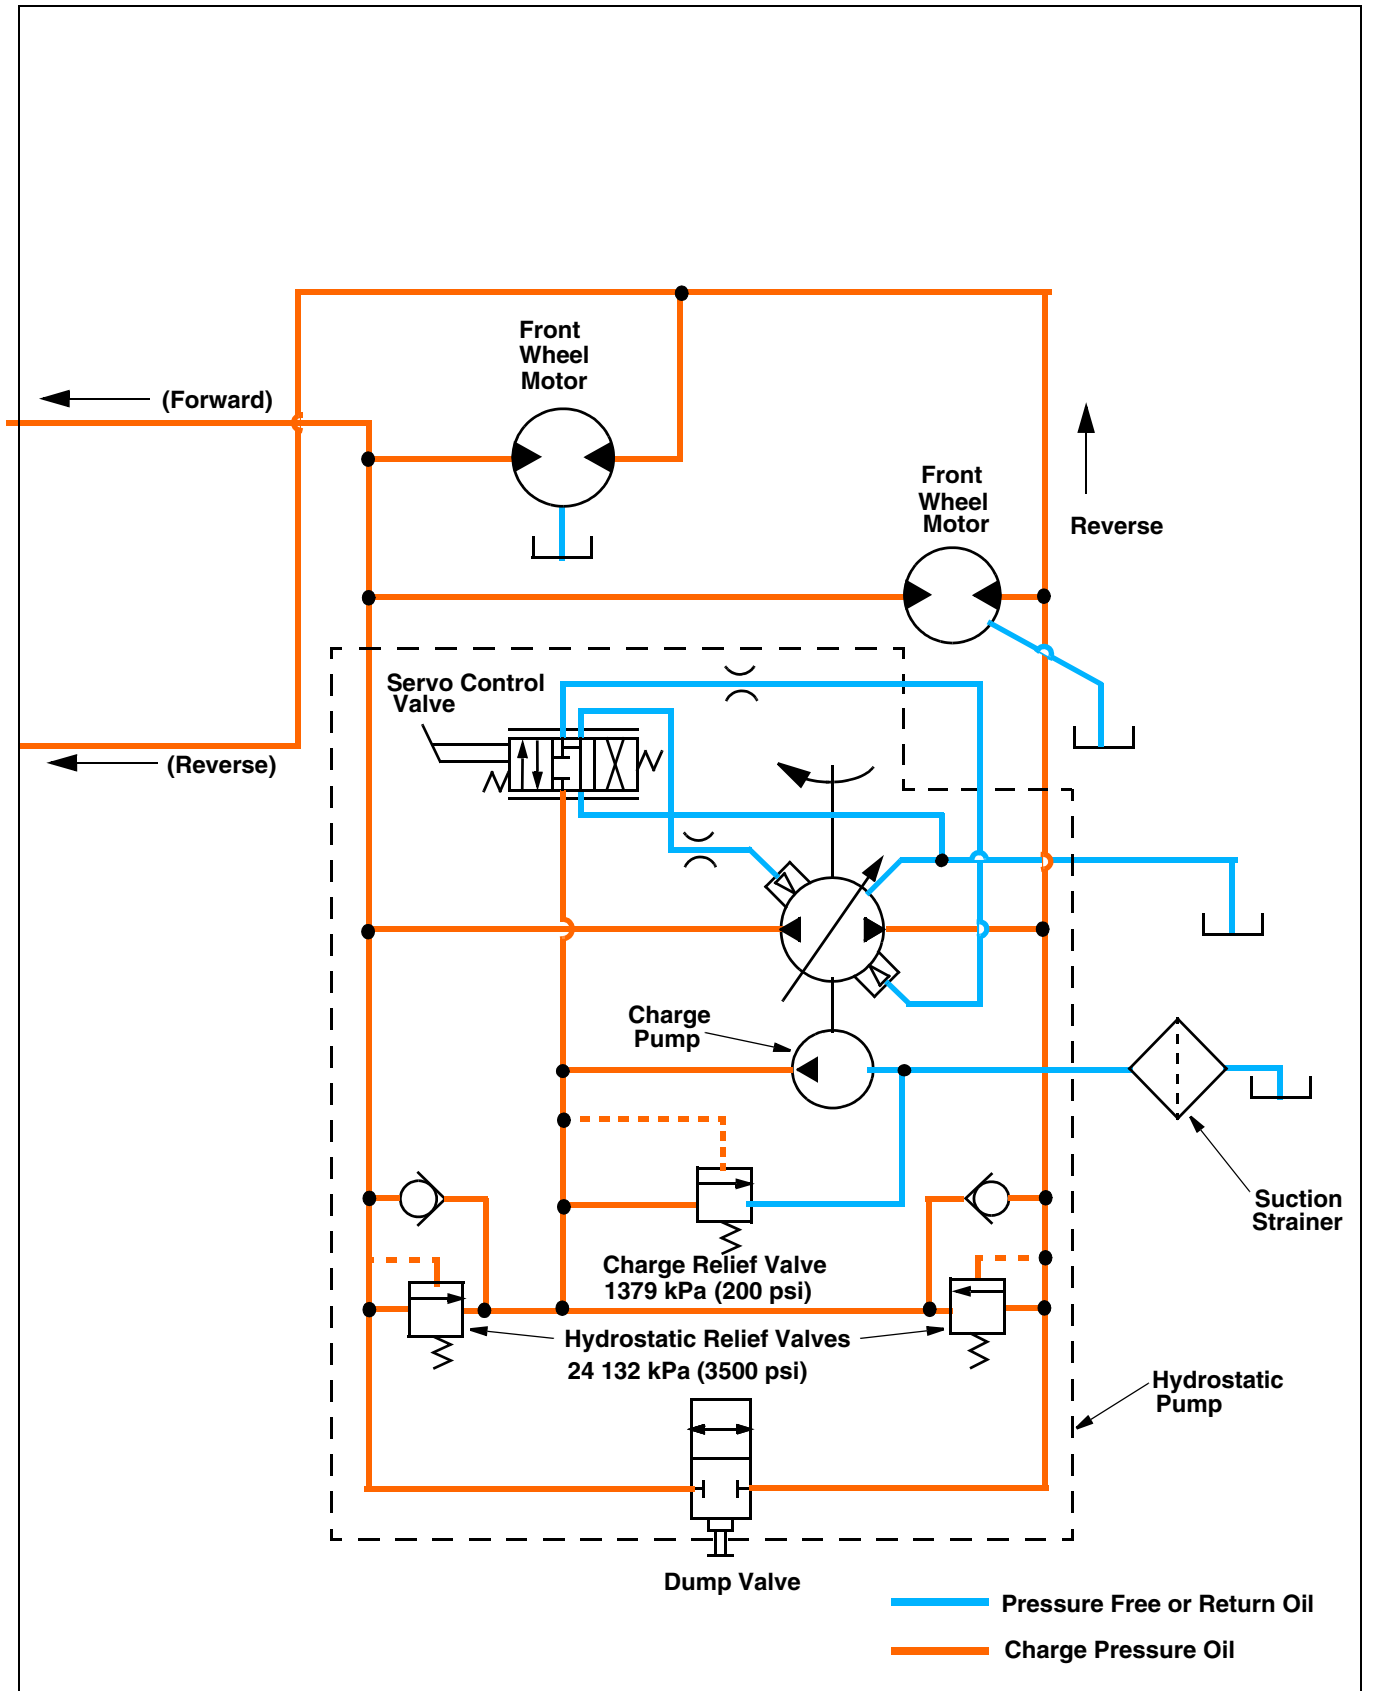 Front
Wheel
Motor
(Forward)
Front
Wheel
Motor
Reverse
Servo Control
Valve
(Reverse)
Charge
Pump
Suction
Strainer
Charge Relief Valve
1379 kPa (200 psi)
Hydrostatic Relief Valves
24 132 kPa (3500 psi)
Hydrostatic
Pump
Dump Valve
Pressure Free or Return Oil
Charge Pressure Oil